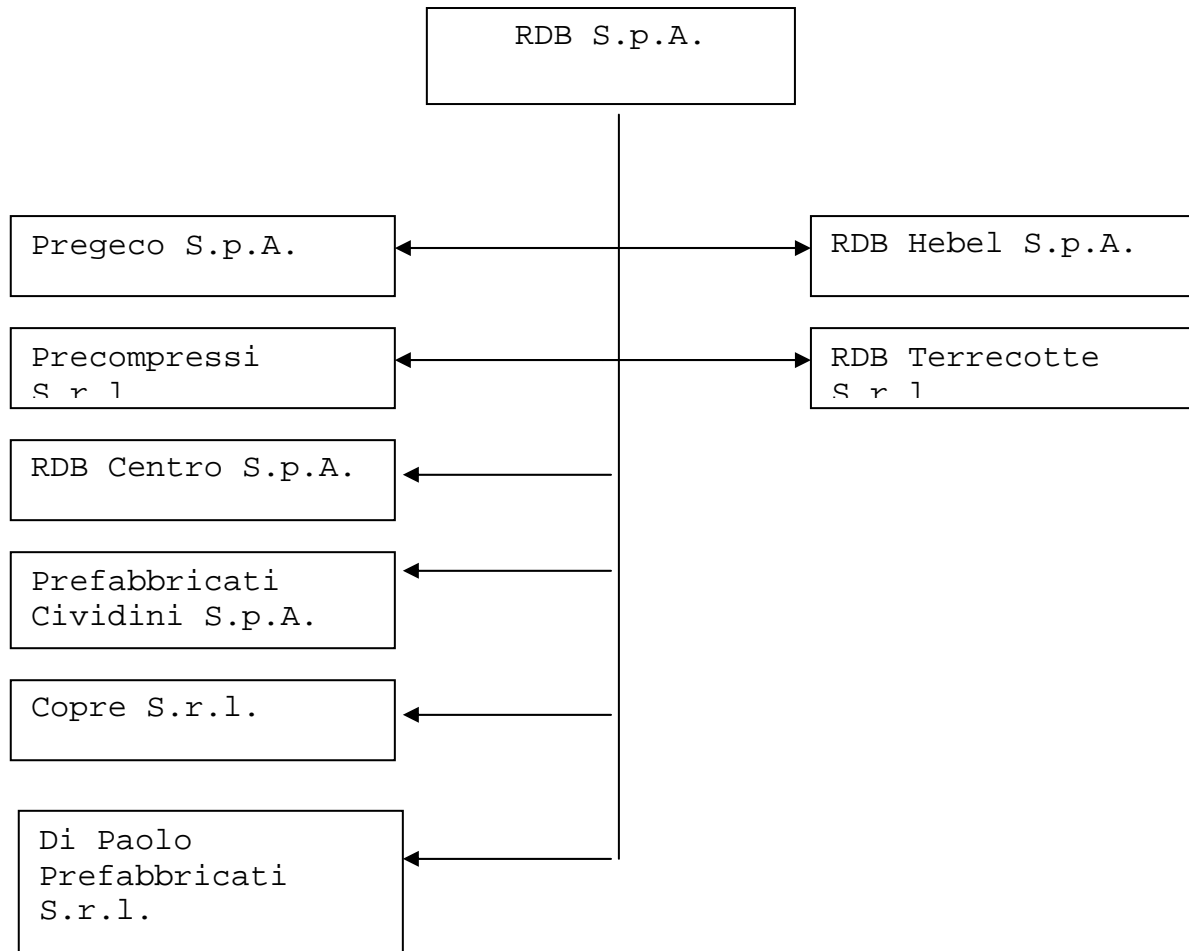 RDB S.p.A.
Pregeco S.p.A.
RDB Hebel S.p.A.
Precompressi
S.r.l
RDB Terrecotte
S.r.l
RDB Centro S.p.A.
Prefabbricati
Cividini S.p.A.
Copre S.r.l.
Di Paolo
Prefabbricati
S.r.l.